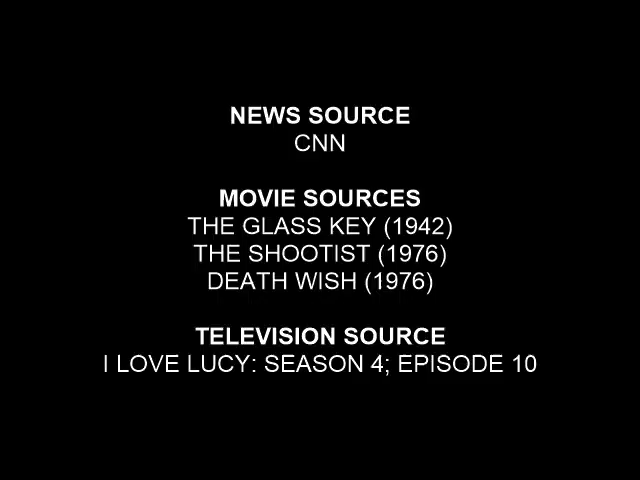 NEWS SOURCE
CNN
MOVIE SOURCES
THE GLASS KEY (1942)
THE SHOOTIST (1976)
DEATH WISH (1976)
TELEVISION SOURCE
I LOVE LUCY: SEASON 4; EPISODE 10